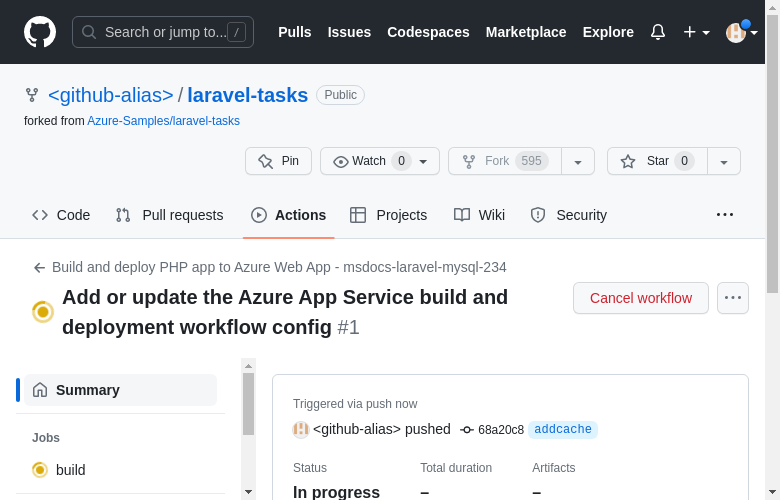 Search or jump to... / Pulls Issues Codespaces Marketplace Explore
<github-alias> / laravel-tasks Public
forked from Azure-Samples/laravel-tasks
Pin Watch 0 Fork 595 Star 0
Code Pull requests Actions Projects Wiki Security
Build and deploy PHP app to Azure Web App - msdocs-laravel-mysql-234
Add or update the Azure App Service build and
deployment workflow config #1
Cancel workflow
Summary
Jobs
build
Triggered via push now
<github-alias> pushed 68a20c8 addcache
Status Total duration Artifacts
In progress – –